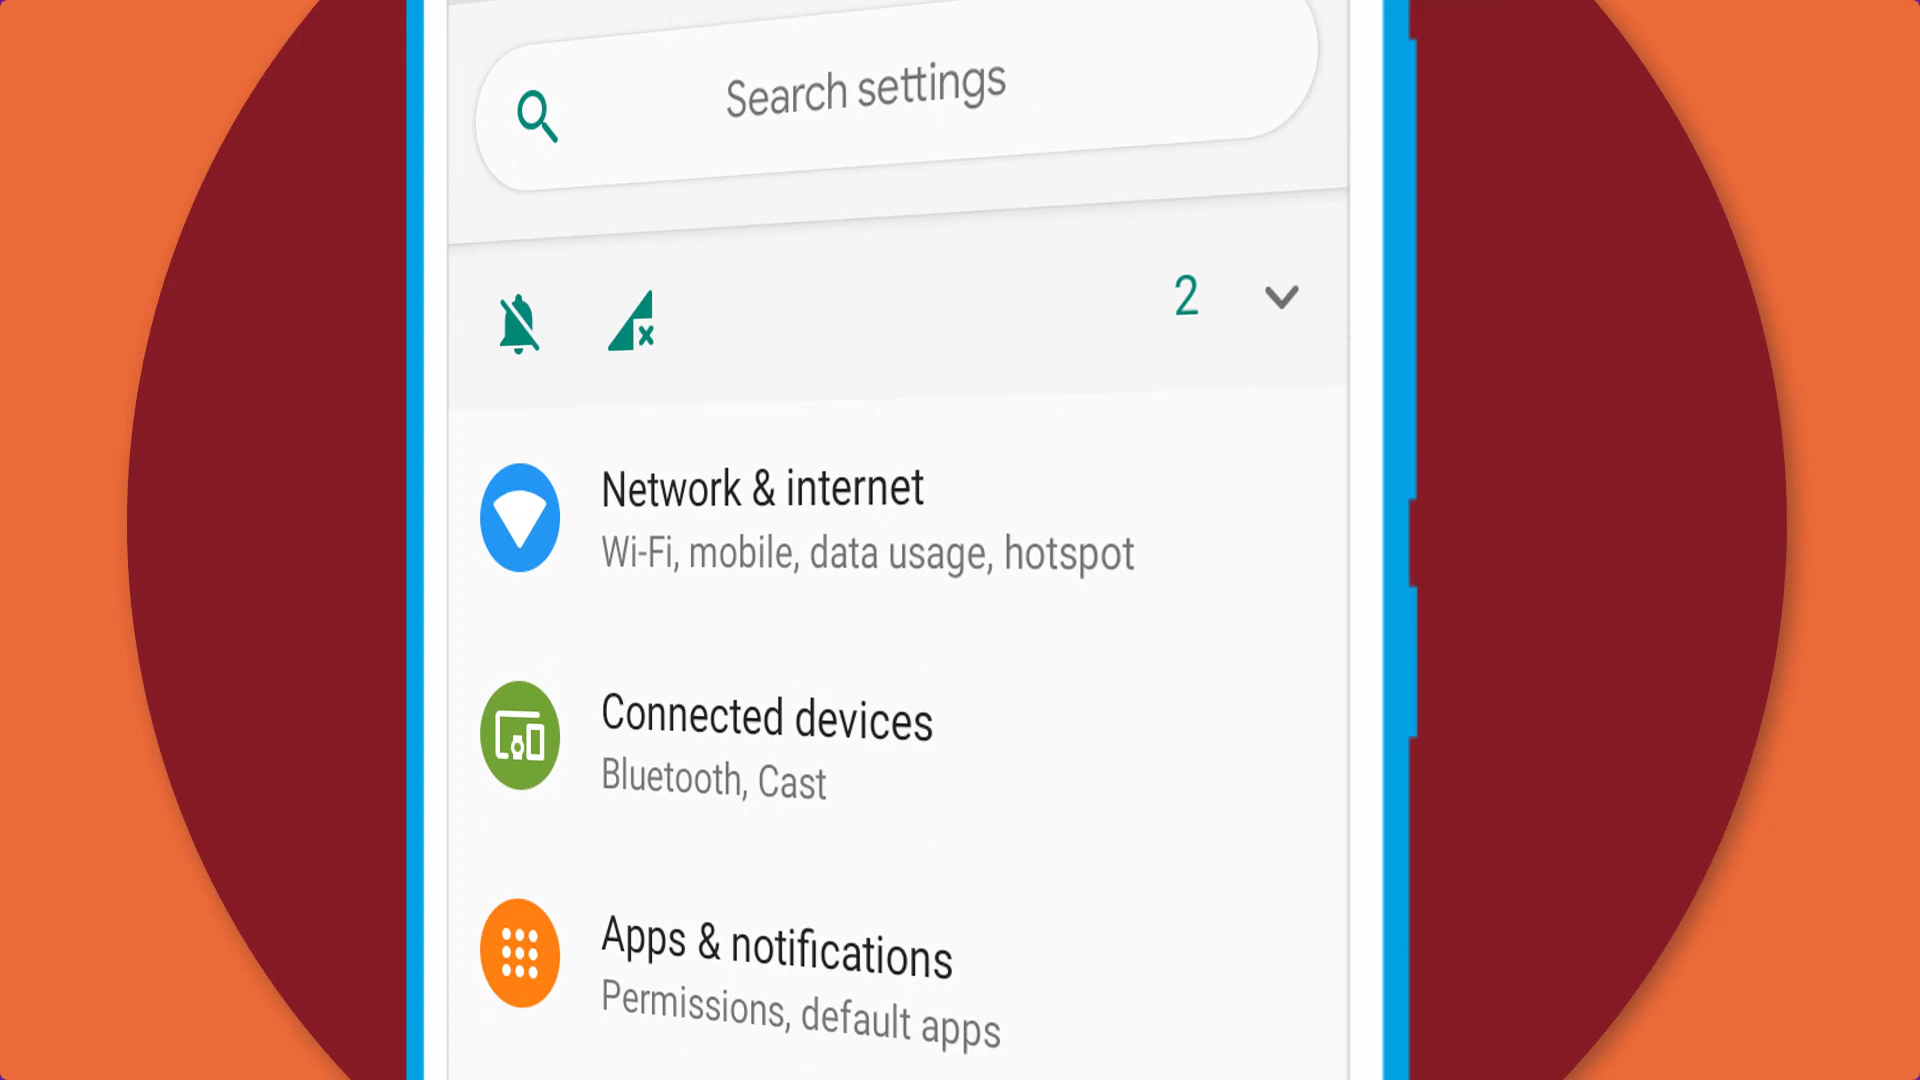 Search settings
2
Network & internet
Wi-Fi, mobile, data usage, hotspot
Connected devices
Bluetooth, Cast
Apps & notifications
Permissions, default apps